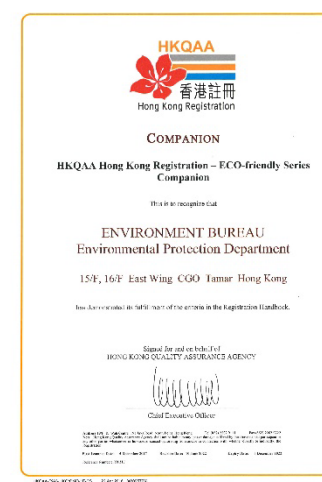 HKQAA
香港註冊
Hong Kong Registration
COMPANION
HKQAA Hong Kong Registration – ECO-friendly Series
Companion
This is to recognize that
ENVIRONMENT BUREAU
Environmental Protection Department
15/F, 16/F East Wing CGO Tamar Hong Kong
has demonstrated its fulfillment of the criteria in the Registration Handbook.
Signed for and on behalf of
HONG KONG QUALITY ASSURANCE AGENCY
Chief Executive Officer